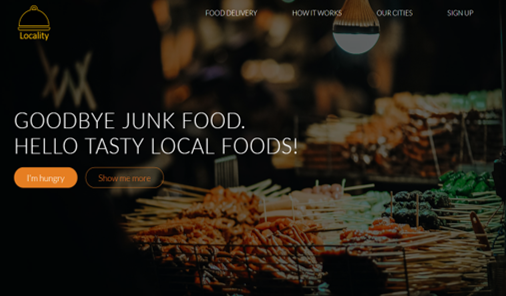 Locality
FOOD DELIVERY HOW IT WORKS OUR CITIES SIGN UP
GOODBYE JUNK FOOD.
HELLO TASTY LOCAL FOODS!
I'm hungry Show me more